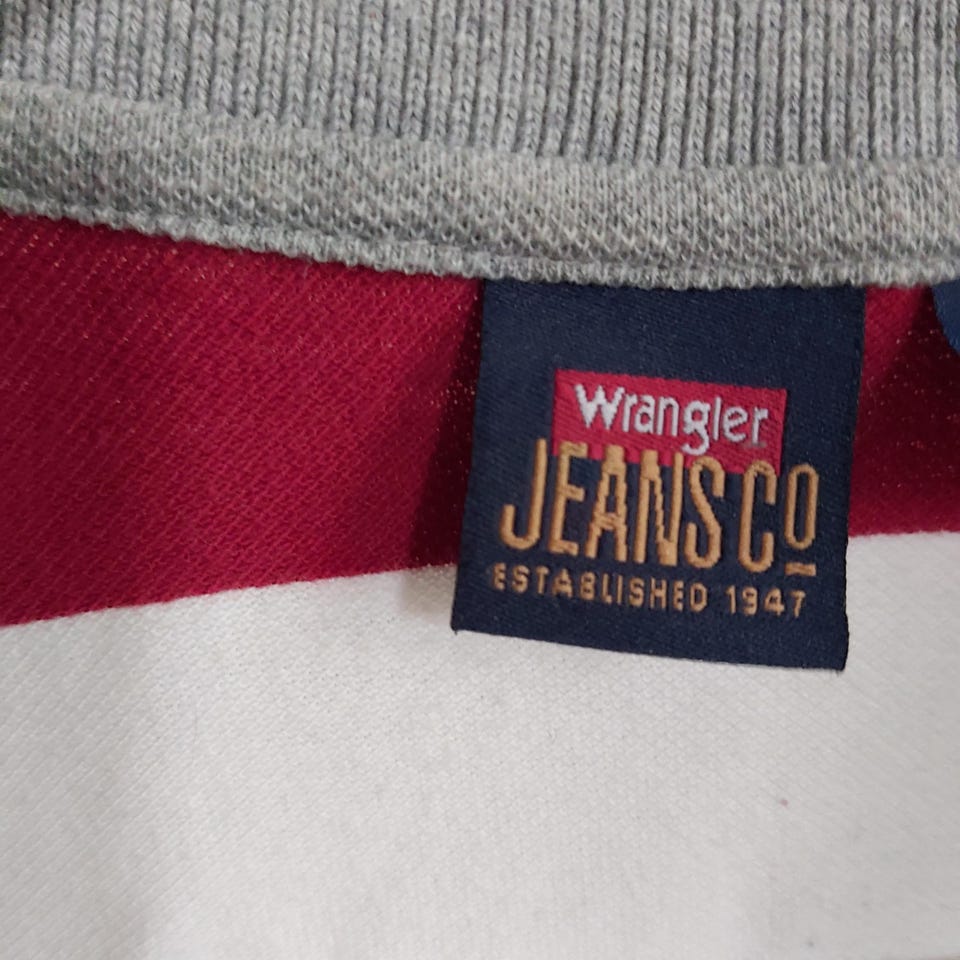 Wrangler
JEANS CO
ESTABLISHED 1947